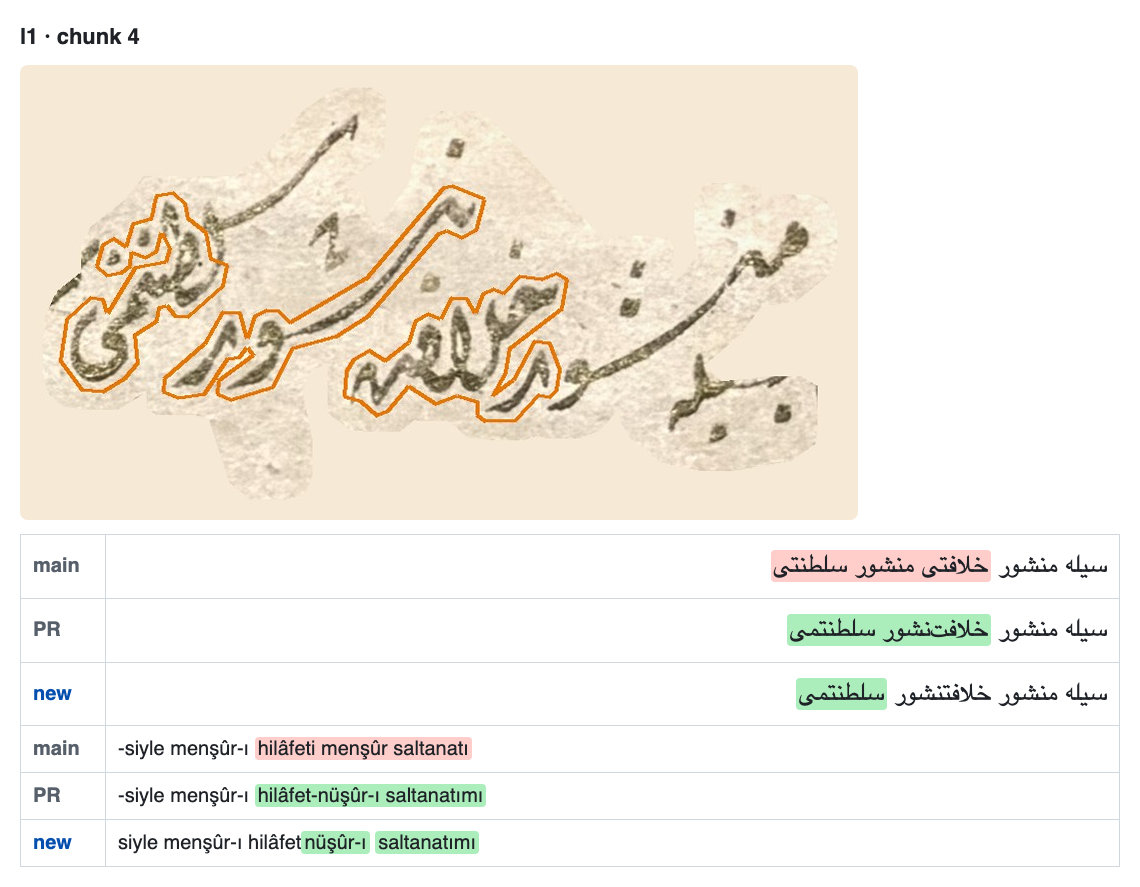 l1 · chunk 4
سیله منشور خلافتنشور سلطنتمی
main سیله منشور خلافتی منشور سلطنتی
PR سیله منشور خلافت‌نشور سلطنتمی
new سیله منشور خلافتنشور سلطنتمی
main -siyle menşûr-ı hilâfeti menşûr saltanatı
PR -siyle menşûr-ı hilâfet-nüşûr-ı saltanatımı
new siyle menşûr-ı hilâfetnüşûr-ı saltanatımı